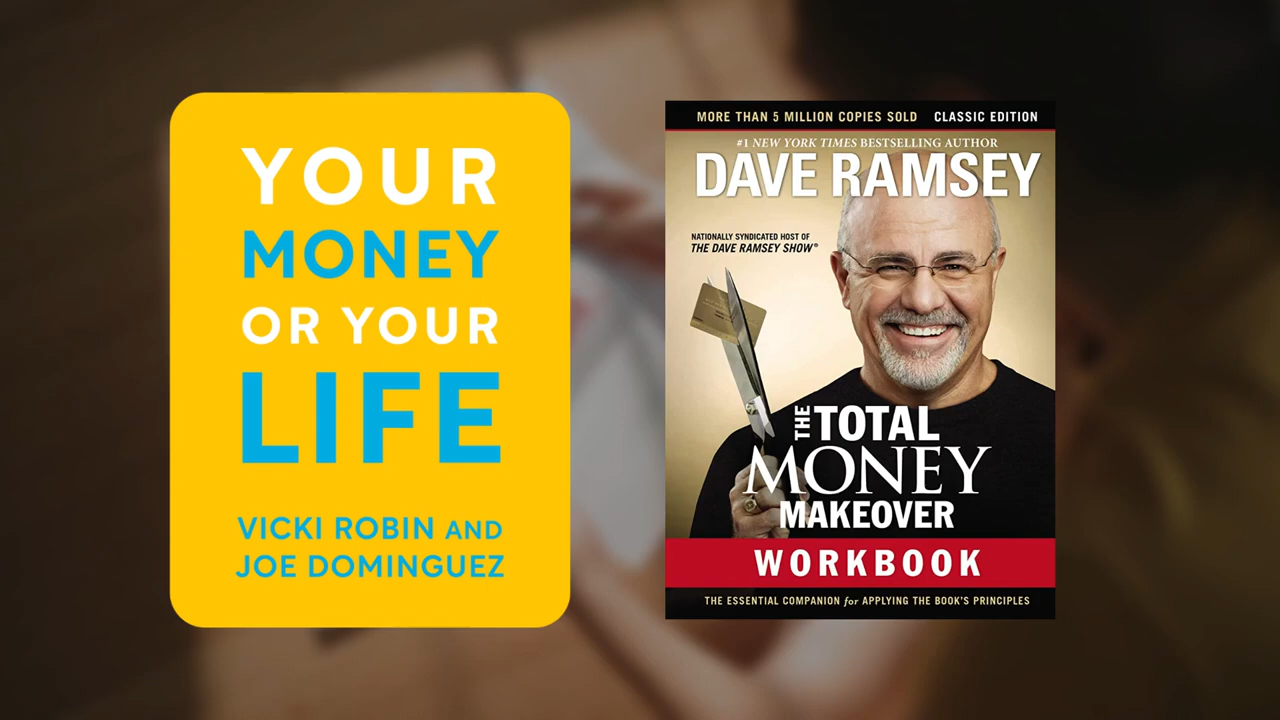 YOUR
MONEY
OR YOUR
LIFE
VICKI ROBIN AND
JOE DOMINGUEZ
MORE THAN 5 MILLION COPIES SOLD CLASSIC EDITION
#1 NEW YORK TIMES BESTSELLING AUTHOR
DAVE RAMSEY
NATIONALLY SYNDICATED HOST OF
THE DAVE RAMSEY SHOW®
THE TOTAL
MONEY
MAKEOVER
WORKBOOK
THE ESSENTIAL COMPANION for APPLYING THE BOOK'S PRINCIPLES